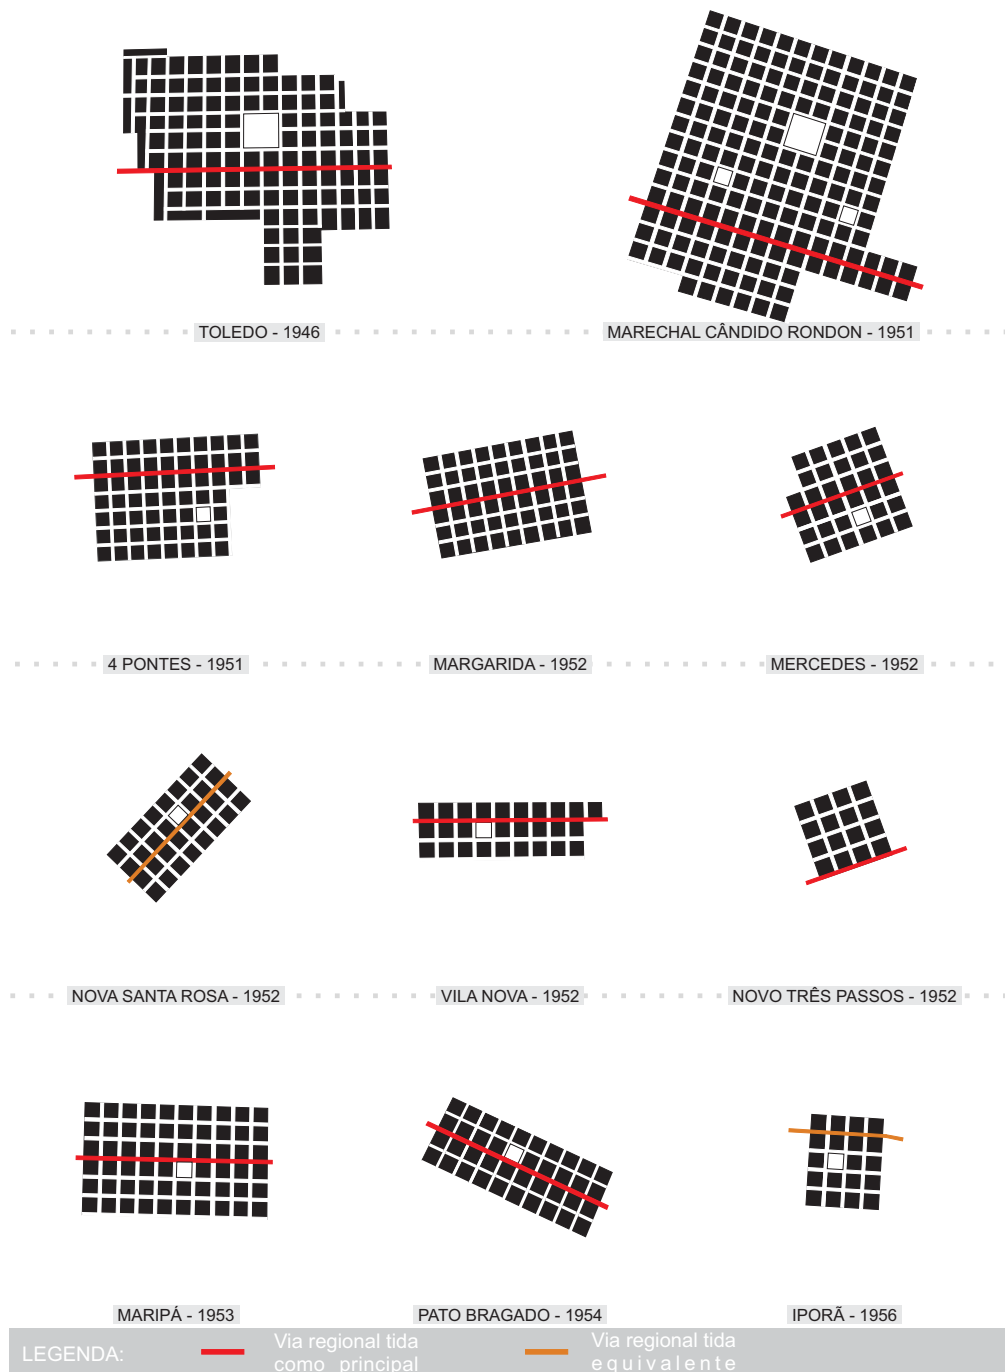 TOLEDO - 1946
MARECHAL CÂNDIDO RONDON - 1951
4 PONTES - 1951
MARGARIDA - 1952
MERCEDES - 1952
NOVA SANTA ROSA - 1952
VILA NOVA - 1952
NOVO TRÊS PASSOS - 1952
MARIPÁ - 1953
PATO BRAGADO - 1954
IPORÃ - 1956
LEGENDA:
Via regional tida
como principal
Via regional tida
equivalente